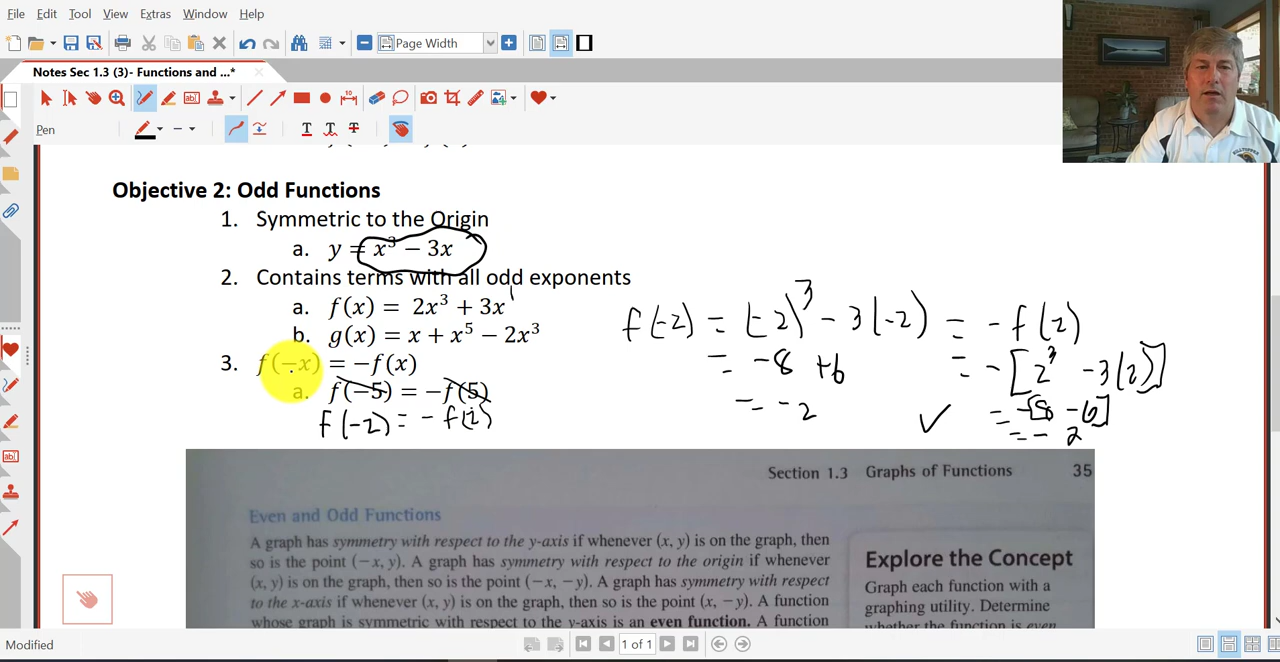 File Edit Tool View Extras Window Help
Page Width
Notes Sec 1.3 (3)- Functions and ...*
Pen
Objective 2: Odd Functions
1. Symmetric to the Origin
a. y = x³ − 3x
2. Contains terms with all odd exponents
a. f(x) = 2x³ + 3x¹
b. g(x) = x + x⁵ − 2x³
3. f(−x) = −f(x)
a. f(−5) = −f(5)
f(-2) = - f(2)
f(-2) = (-2)³ - 3(-2) = -f(2)
= -8 +6 = -[2³ -3(2)]
= -2 = -[8 -6]
= - 2
Section 1.3 Graphs of Functions 35
Even and Odd Functions
A graph has symmetry with respect to the y-axis if whenever (x, y) is on the graph, then
so is the point (−x, y). A graph has symmetry with respect to the origin if whenever
(x, y) is on the graph, then so is the point (−x, −y). A graph has symmetry with respect
to the x-axis if whenever (x, y) is on the graph, then so is the point (x, −y). A function
whose graph is symmetric with respect to the y-axis is an even function. A function
Explore the Concept
Graph each function with a
graphing utility. Determine
whether the function is even
Modified
1 of 1